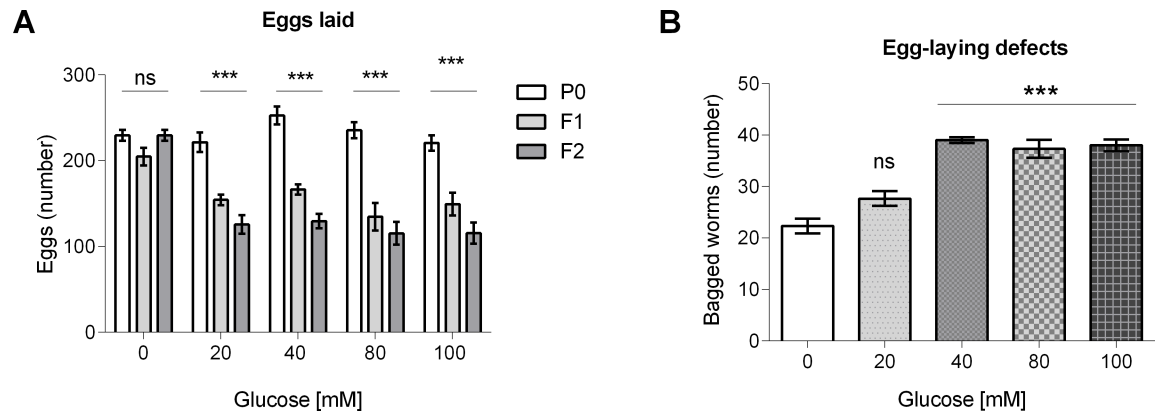 A
Eggs laid
300
200
100
0
Eggs (number)
ns
***
***
***
***
0
20
40
80
100
Glucose [mM]
P0
F1
F2
B
Egg-laying defects
50
40
30
20
10
0
Bagged worms (number)
ns
***
0
20
40
80
100
Glucose [mM]